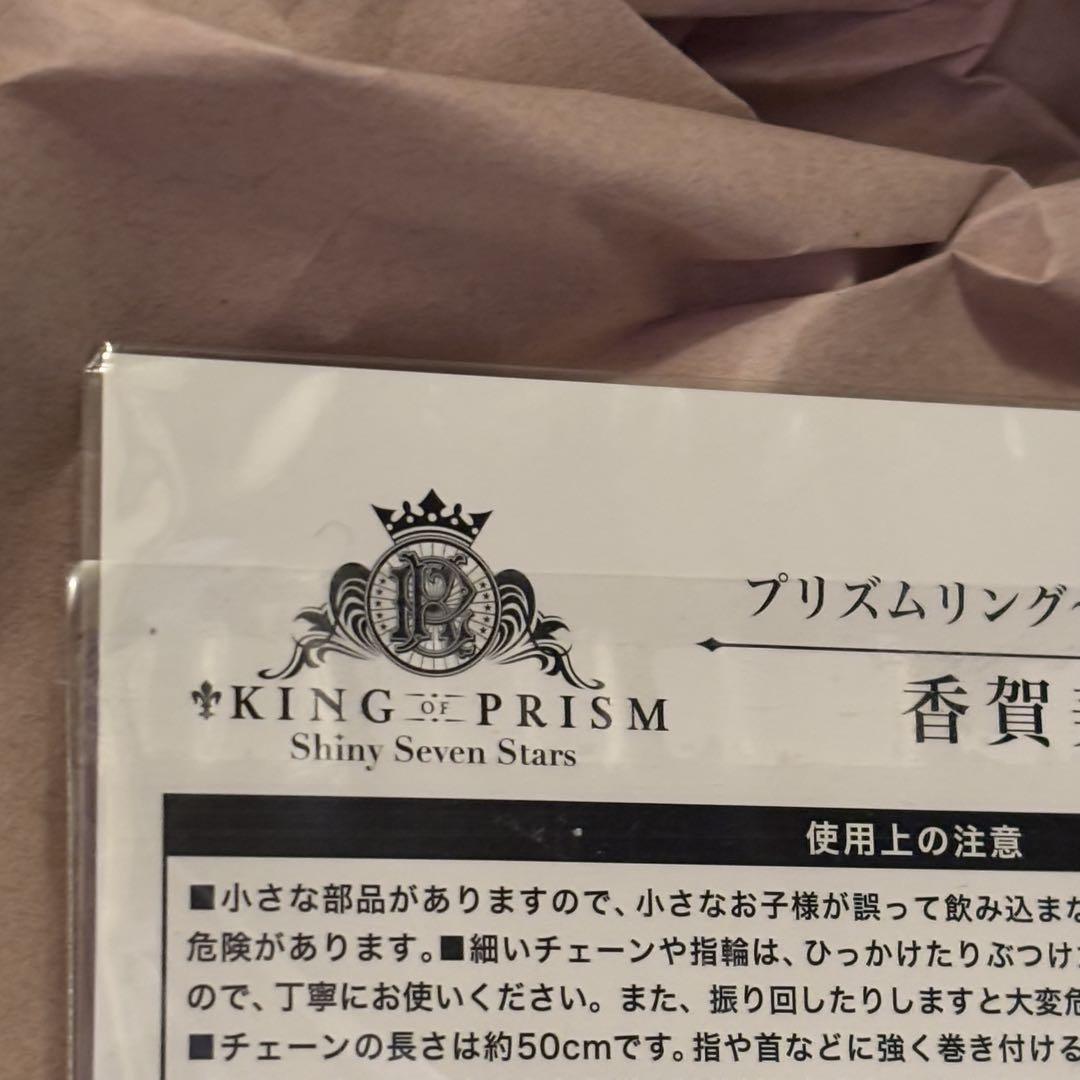 PR
KING OF PRISM
Shiny Seven Stars
プリズムリング
香賀
使用上の注意
■小さな部品がありますので、小さなお子様が誤って飲み込まな
危険があります。■細いチェーンや指輪は、ひっかけたりぶつけ
ので、丁寧にお使いください。また、振り回したりしますと大変危
■チェーンの長さは約50cmです。指や首などに強く巻き付ける